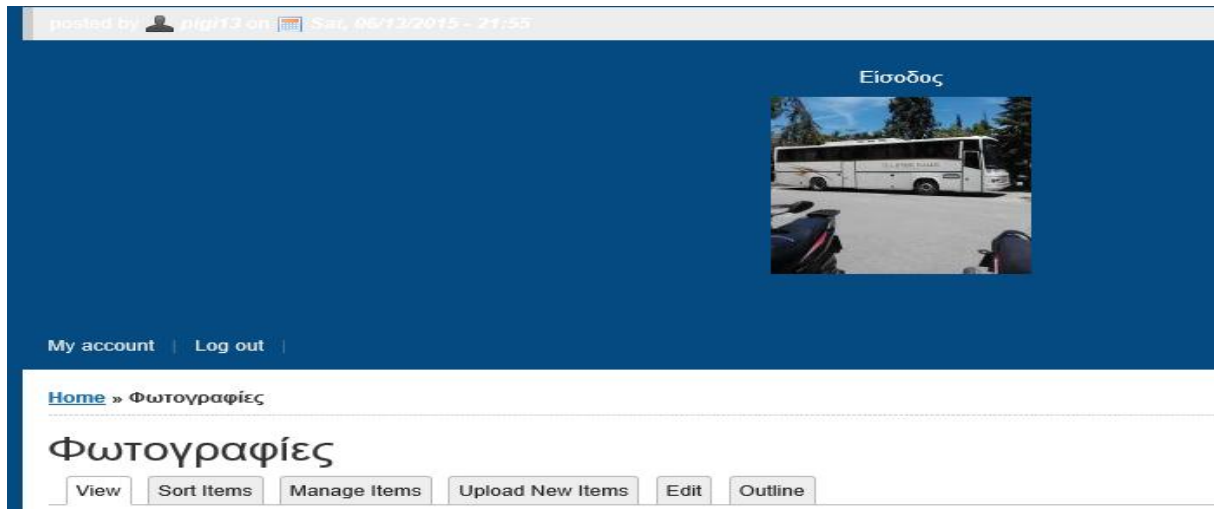 posted by pigi13 on Sat, 06/13/2015 - 21:55
Είσοδος
My account | Log out |
Home » Φωτογραφίες
Φωτογραφίες
View Sort Items Manage Items Upload New Items Edit Outline